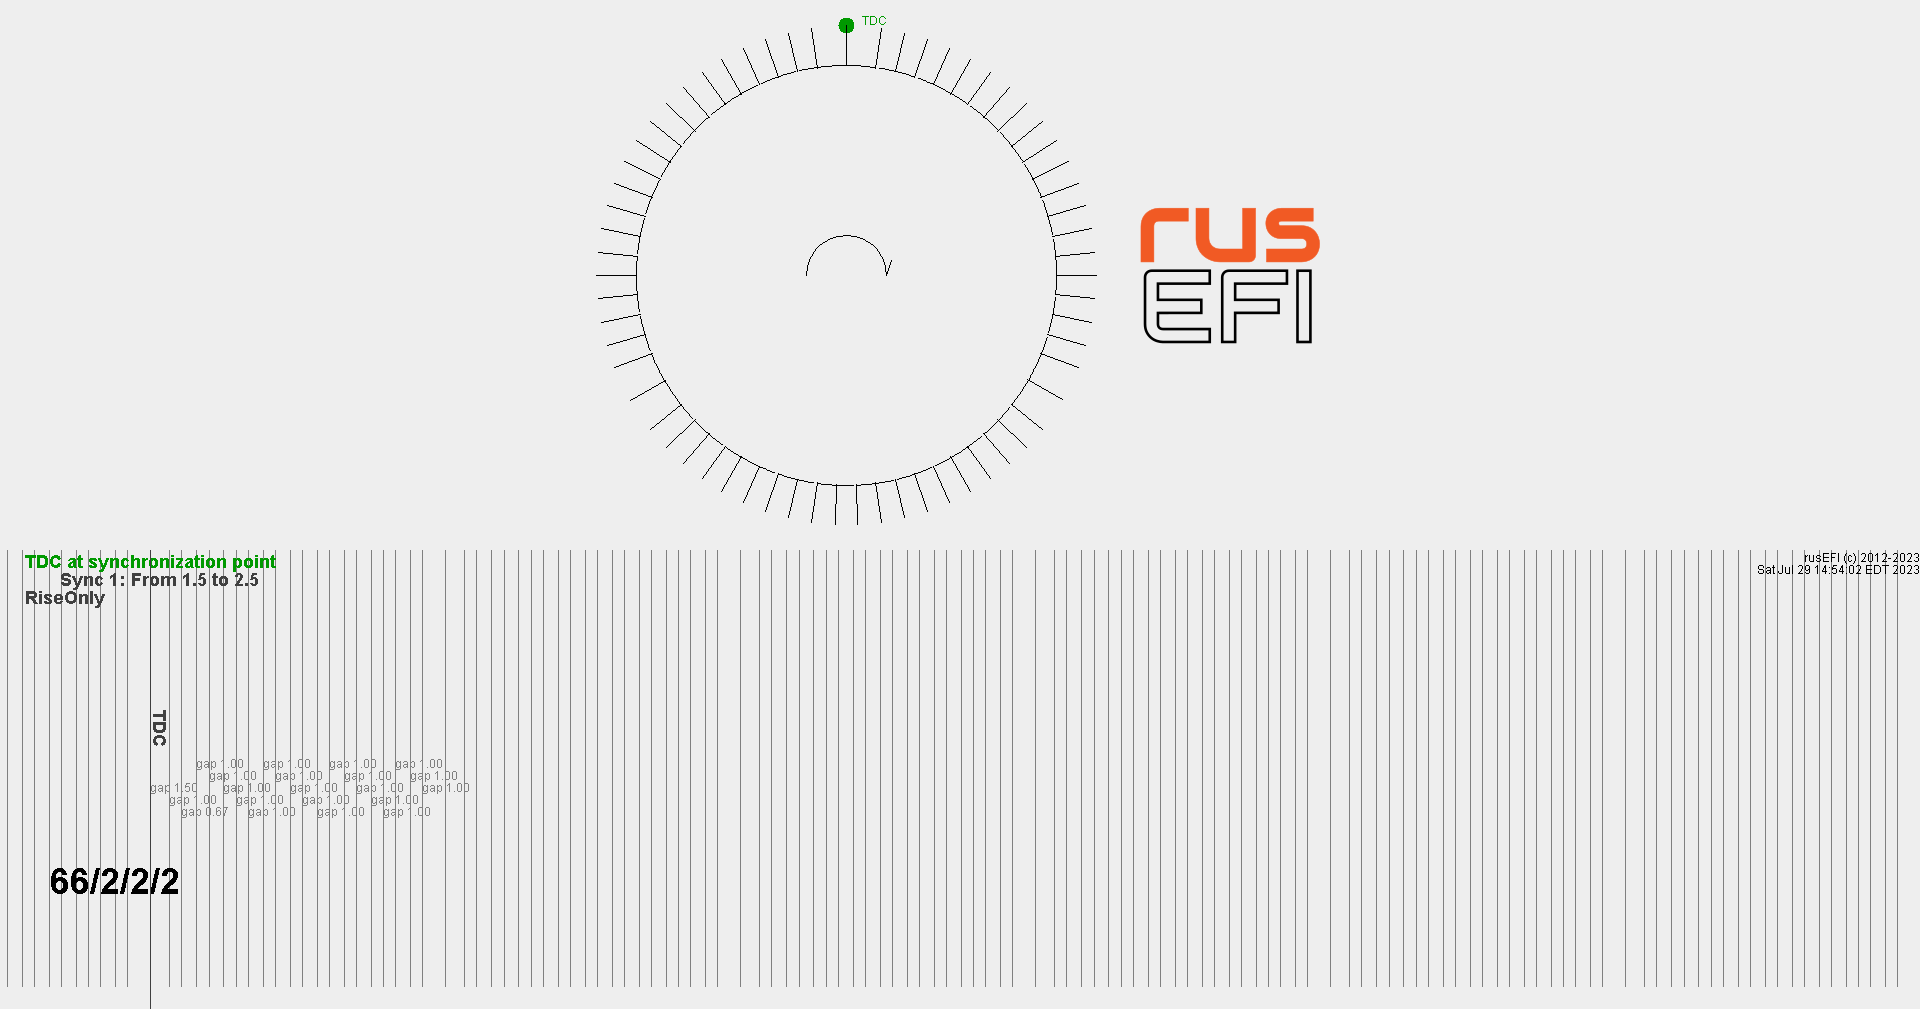 TDC
rus
EFI
TDC at synchronization point
Sync 1: From 1.5 to 2.5
RiseOnly
rusEFI (c) 2012-2023
Sat Jul 29 14:54:02 EDT 2023
TDC
gap 1.00 gap 1.00 gap 1.00 gap 1.00
gap 1.00 gap 1.00 gap 1.00 gap 1.00
gap 1.50 gap 1.00 gap 1.00 gap 1.00 gap 1.00
gap 1.00 gap 1.00 gap 1.00 gap 1.00
gap 0.67 gap 1.00 gap 1.00 gap 1.00
66/2/2/2